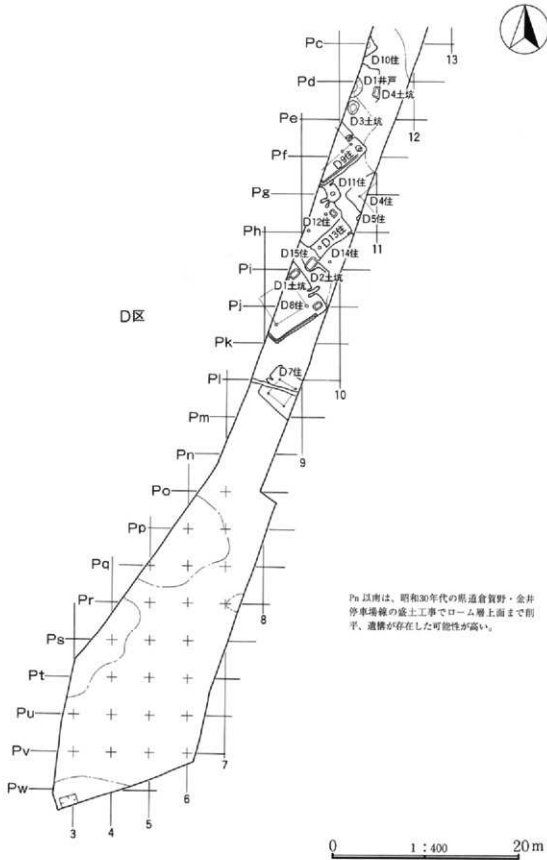 Pc
13
D10住
Pd
D1井戸
D4土坑
12
Pe
D3土坑
Pf
D9住
D11住
Pg
D4住
D12住
D5住
11
Ph
D13住
D15住
D14住
Pi
D2土坑
D1土坑
Pj
D8住
D区
Pk
D7住
Pl
10
Pm
Pn
9
Po
Pp
Pq
Pr
8
Pn 以南は、昭和30年代の県道倉賀野・金井
停車場線の盛土工事でローム層上面まで削
平、遺構が存在した可能性が高い。
Ps
Pt
Pu
Pv
7
Pw
6
5
4
3
0 1:400 20m